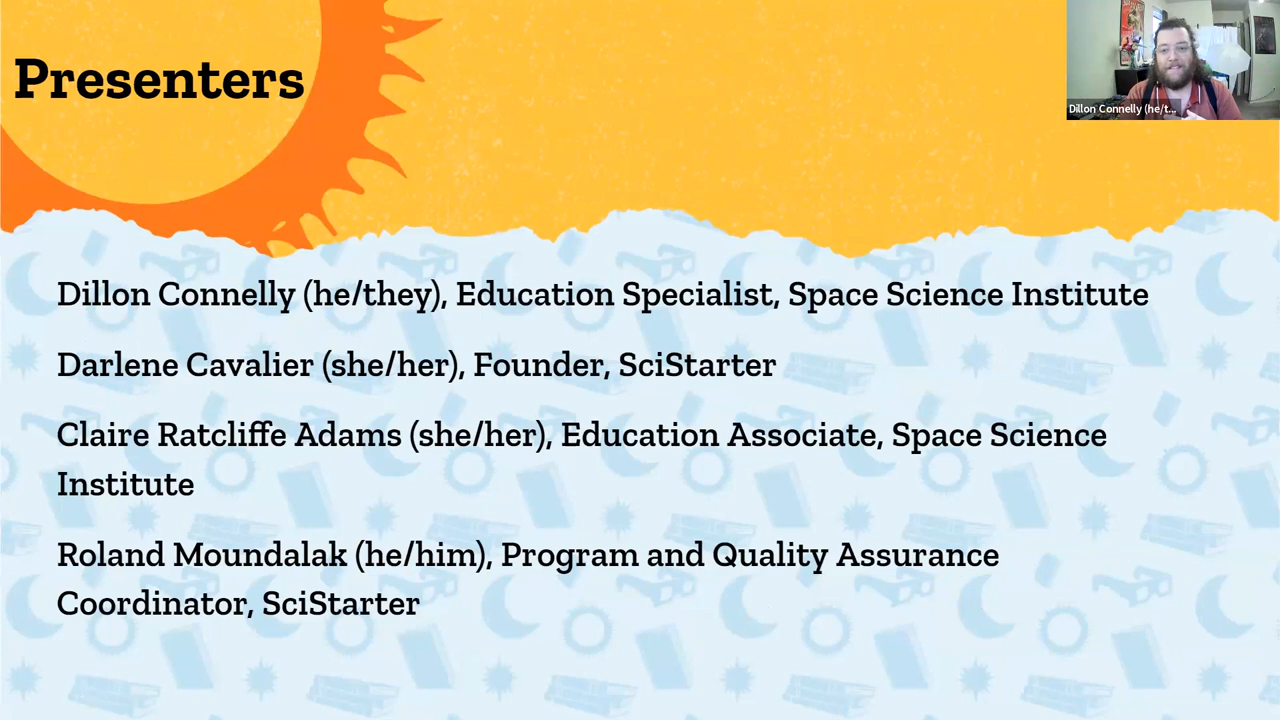 Presenters
Dillon Connelly (he/t...
Dillon Connelly (he/they), Education Specialist, Space Science Institute
Darlene Cavalier (she/her), Founder, SciStarter
Claire Ratcliffe Adams (she/her), Education Associate, Space Science
Institute
Roland Moundalak (he/him), Program and Quality Assurance
Coordinator, SciStarter